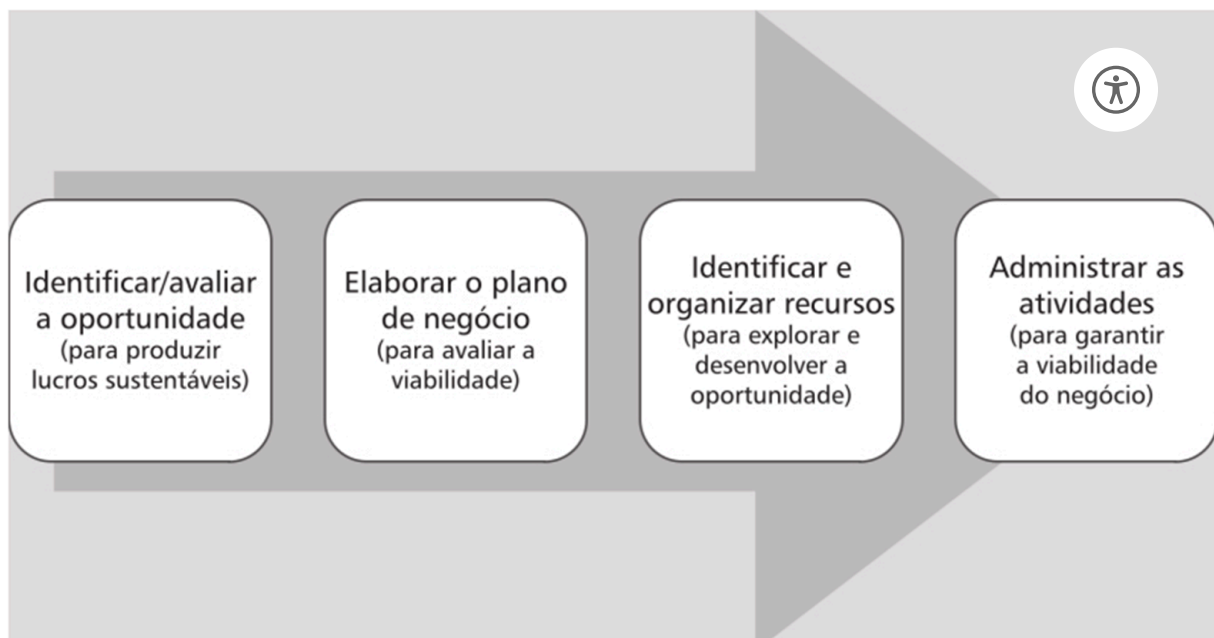 Identificar/avaliar
a oportunidade
(para produzir
lucros sustentáveis)
Elaborar o plano
de negócio
(para avaliar a
viabilidade)
Identificar e
organizar recursos
(para explorar e
desenvolver a
oportunidade)
Administrar as
atividades
(para garantir
a viabilidade
do negócio)